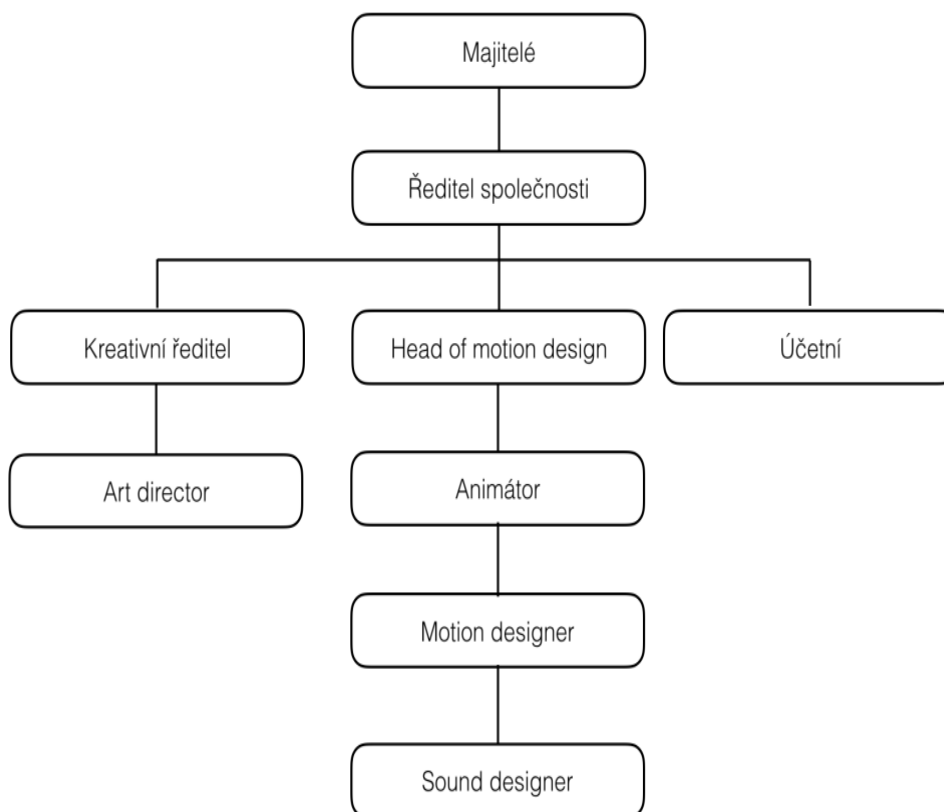 Majitelé
Ředitel společnosti
Kreativní ředitel
Head of motion design
Účetní
Art director
Animátor
Motion designer
Sound designer